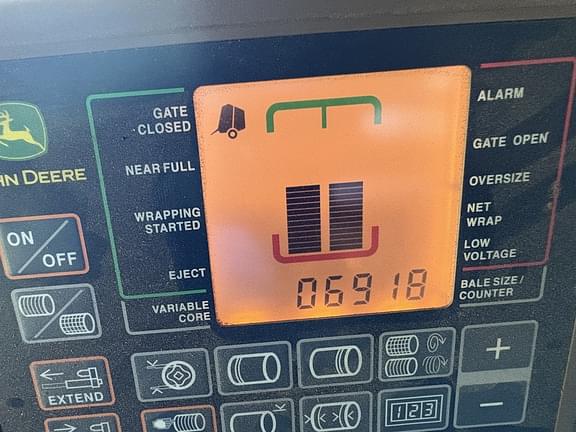 GATE
CLOSED
NEAR FULL
WRAPPING
STARTED
EJECT
VARIABLE
CORE
HN DEERE
ON
OFF
EXTEND
06918
ALARM
GATE OPEN
OVERSIZE
NET
WRAP
LOW
VOLTAGE
BALE SIZE/
COUNTER
+
−
123